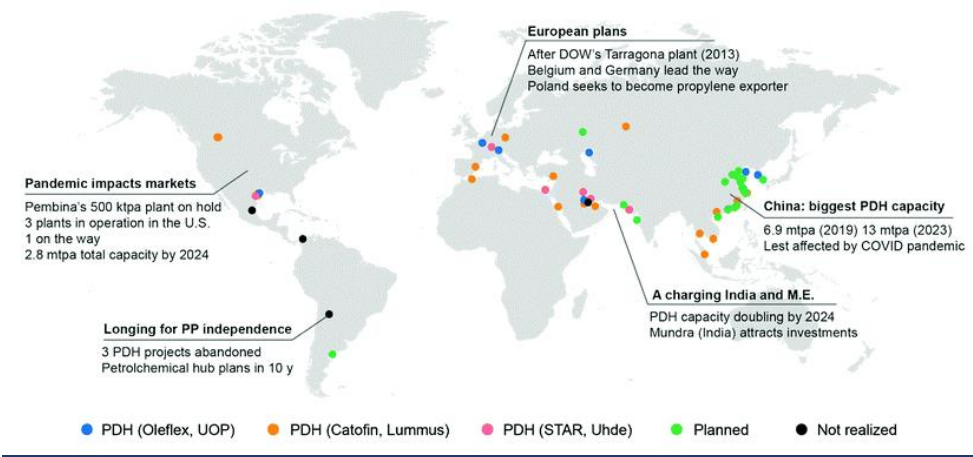 European plans
After DOW's Tarragona plant (2013)
Belgium and Germany lead the way
Poland seeks to become propylene exporter
Pandemic impacts markets
Pembina's 500 ktpa plant on hold
3 plants in operation in the U.S.
1 on the way
2.8 mtpa total capacity by 2024
China: biggest PDH capacity
6.9 mtpa (2019) 13 mtpa (2023)
Lest affected by COVID pandemic
A charging India and M.E.
PDH capacity doubling by 2024
Mundra (India) attracts investments
Longing for PP independence
3 PDH projects abandoned
Petrolchemical hub plans in 10 y
PDH (Oleflex, UOP) PDH (Catofin, Lummus) PDH (STAR, Uhde) Planned Not realized